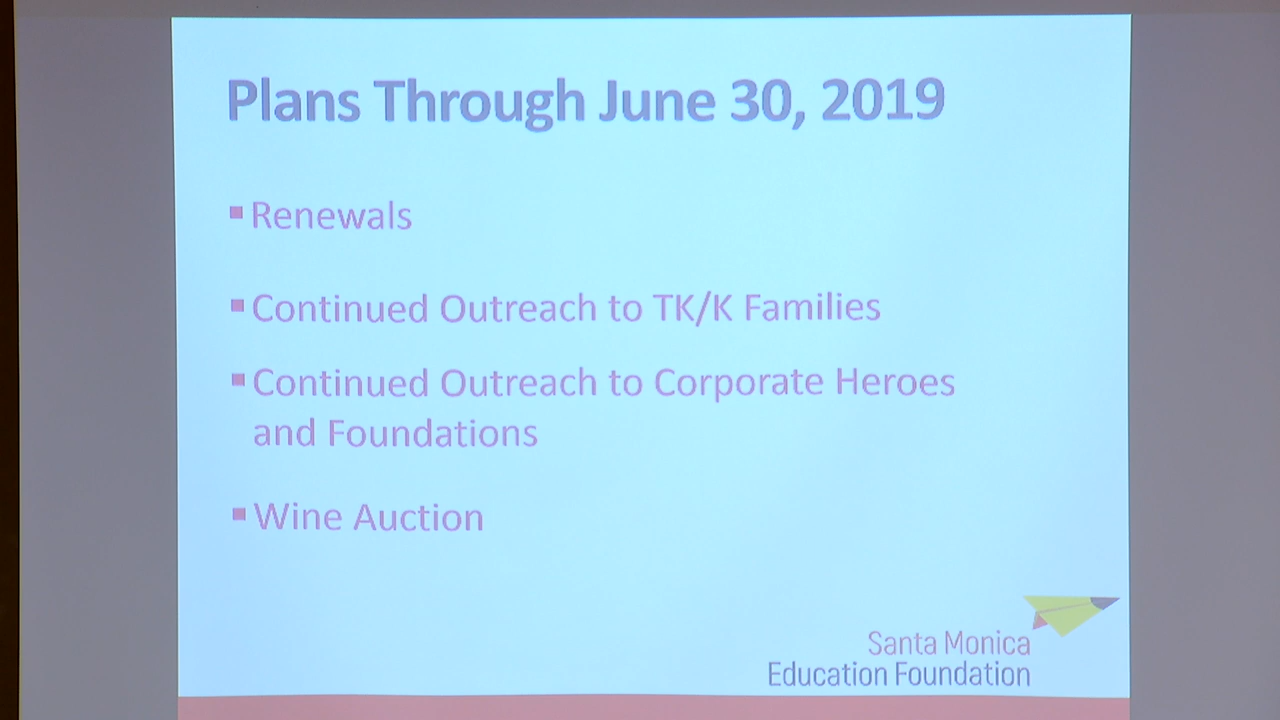 Plans Through June 30, 2019
▪ Renewals
▪ Continued Outreach to TK/K Families
▪ Continued Outreach to Corporate Heroes
and Foundations
▪ Wine Auction
Santa Monica
Education Foundation